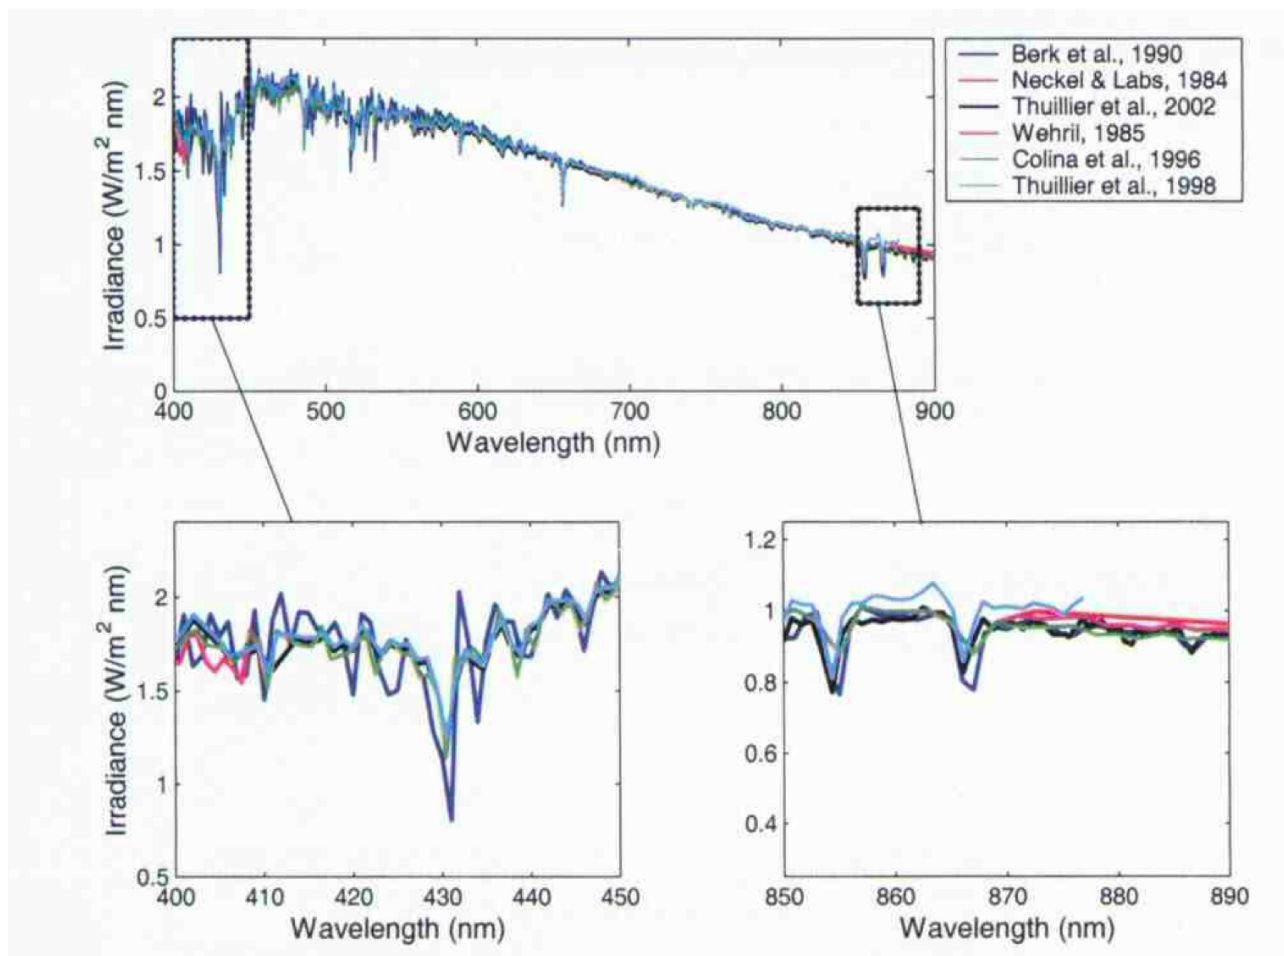 Irradiance (W/m² nm)
2
1.5
1
0.5
0
400 500 600 700 800 900
Wavelength (nm)
Berk et al., 1990
Neckel & Labs, 1984
Thuillier et al., 2002
Wehril, 1985
Colina et al., 1996
Thuillier et al., 1998
Irradiance (W/m² nm)
2
1.5
1
0.5
400 410 420 430 440 450
Wavelength (nm)
1.2
1
0.8
0.6
0.4
850 860 870 880 890
Wavelength (nm)